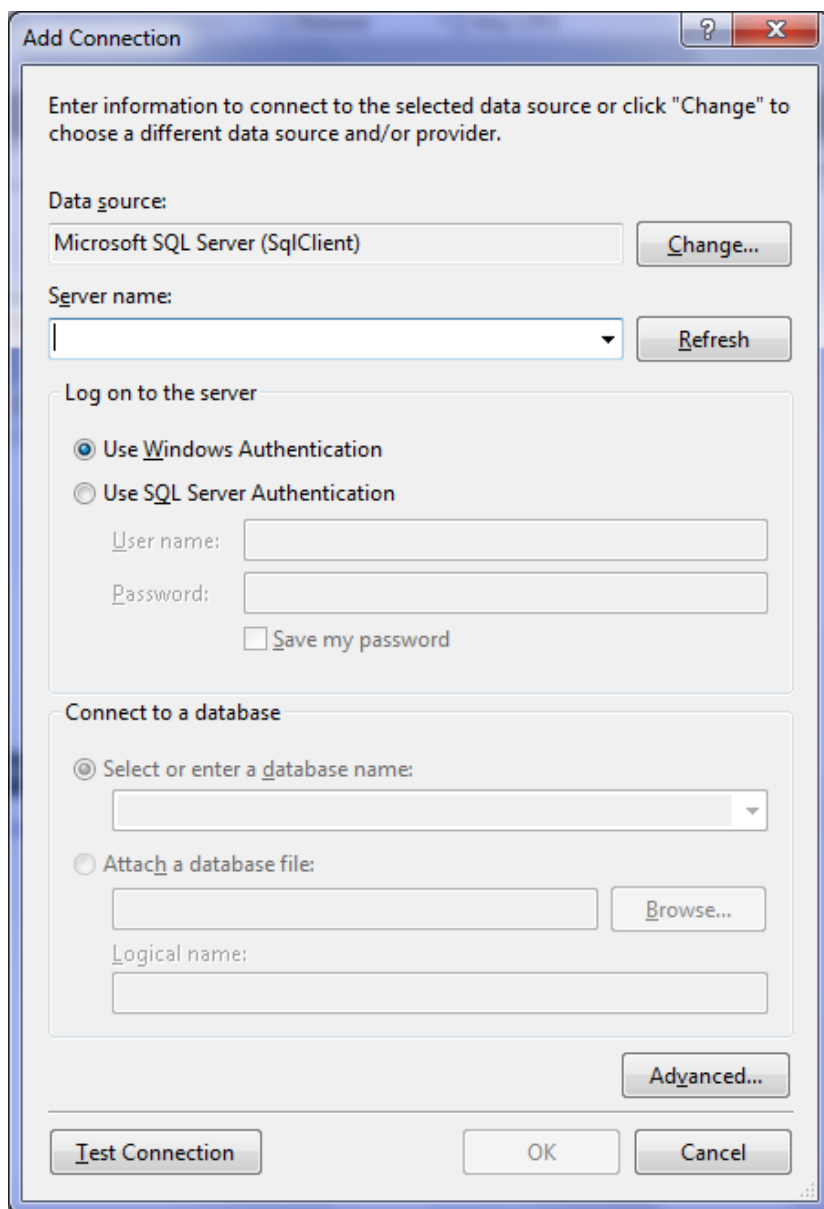 Add Connection
?
Enter information to connect to the selected data source or click "Change" to
choose a different data source and/or provider.
Data source:
Microsoft SQL Server (SqlClient)
Change...
Server name:
Refresh
Log on to the server
Use Windows Authentication
Use SQL Server Authentication
User name:
Password:
Save my password
Connect to a database
Select or enter a database name:
Attach a database file:
Browse...
Logical name:
Advanced...
Test Connection
OK
Cancel